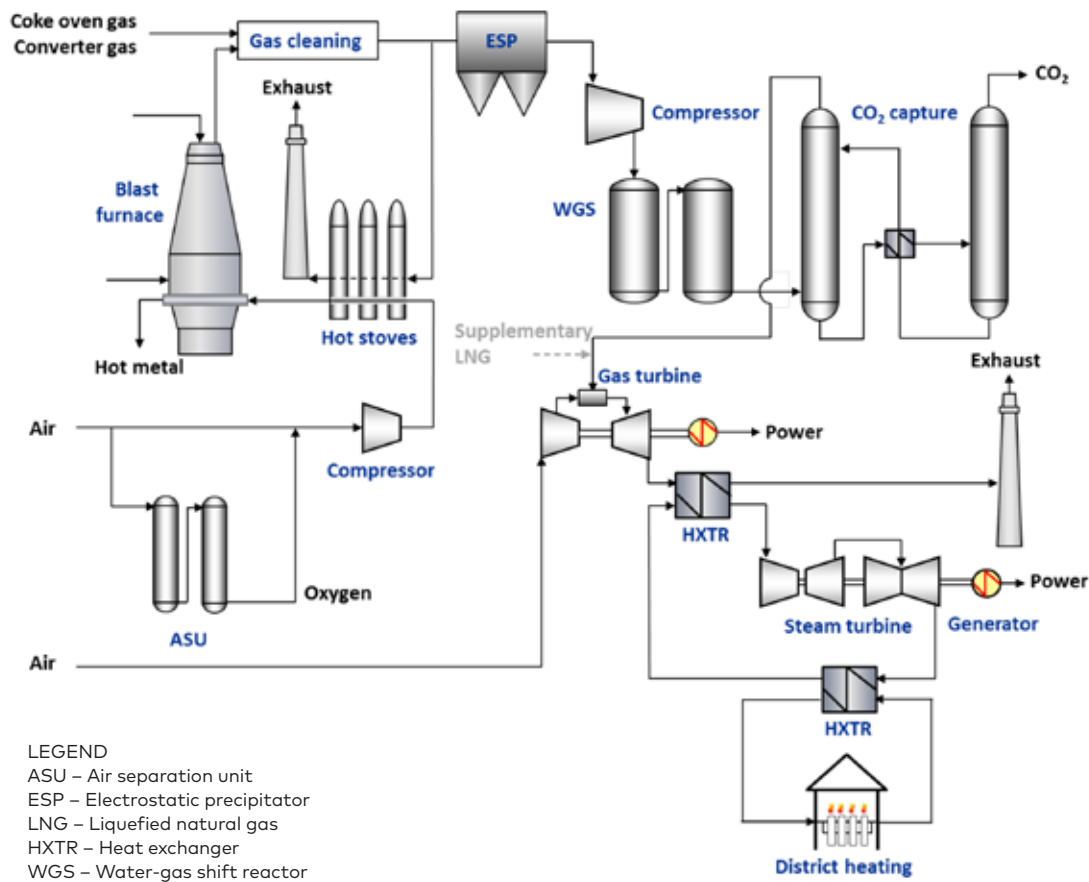 Coke oven gas
Converter gas
Gas cleaning
ESP
Exhaust
Compressor
CO₂ capture
CO₂
Blast
furnace
WGS
Hot stoves
Hot metal
Supplementary
LNG
Gas turbine
Exhaust
Air
Compressor
Power
HXTR
Oxygen
ASU
Power
Steam turbine
Generator
Air
HXTR
District heating
LEGEND
ASU – Air separation unit
ESP – Electrostatic precipitator
LNG – Liquefied natural gas
HXTR – Heat exchanger
WGS – Water-gas shift reactor